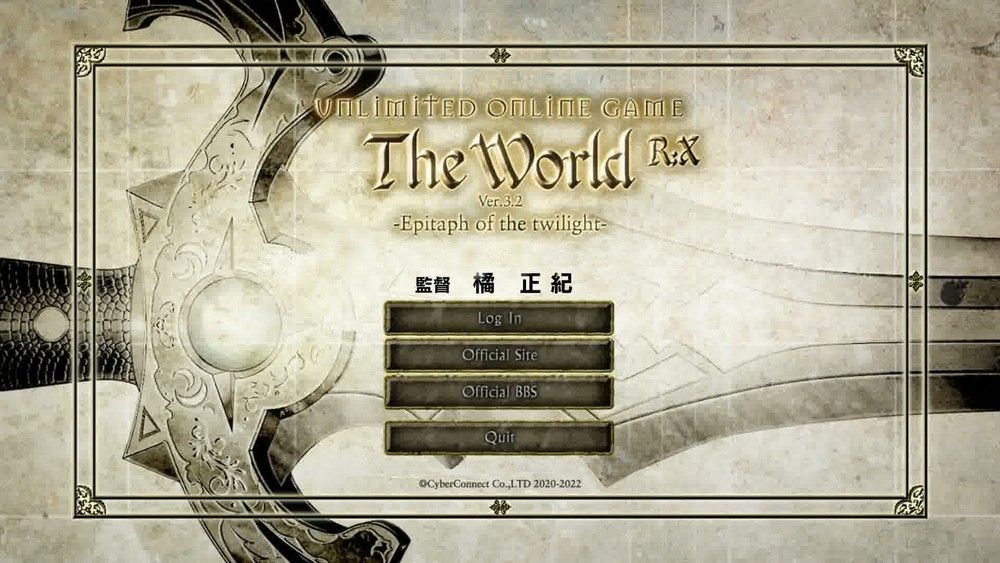 UNLIMITED ONLINE GAME
The World R:X
Ver.3.2
-Epitaph of the twilight-
監督 橘 正紀
Log In
Official Site
Official BBS
Quit
©CyberConnect Co.,LTD 2020-2022